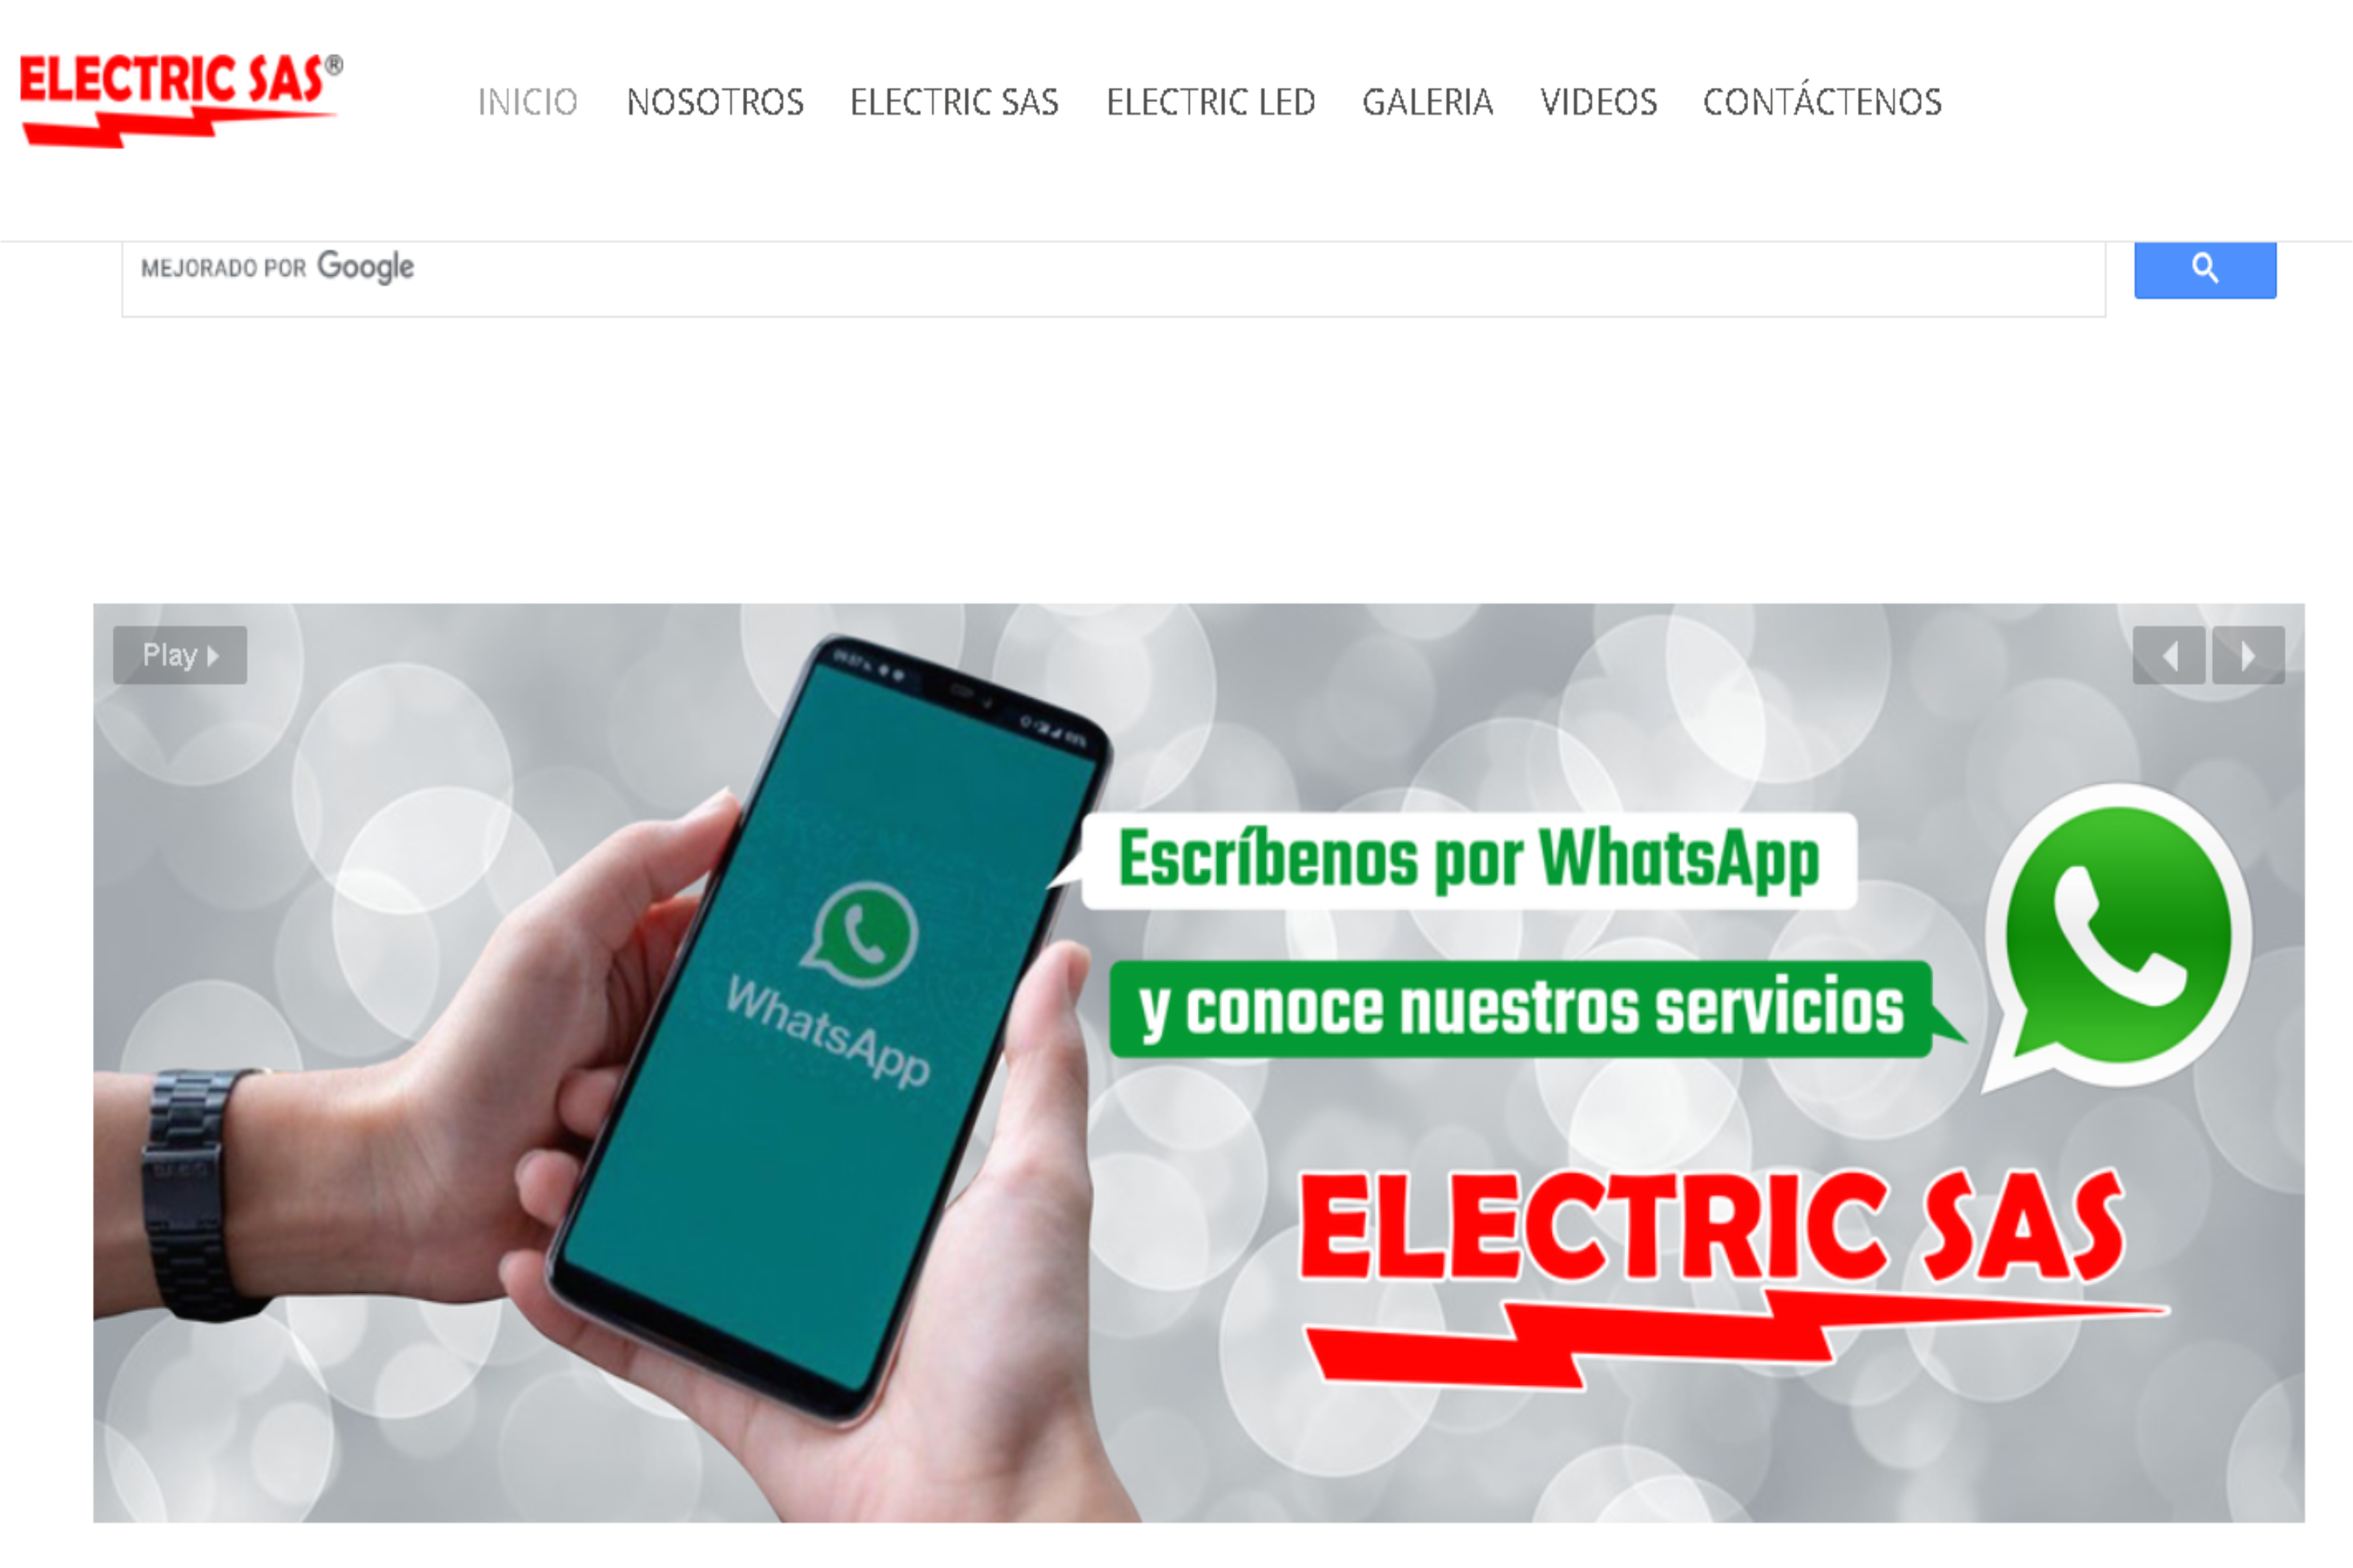 ELECTRIC SAS®
INICIO NOSOTROS ELECTRIC SAS ELECTRIC LED GALERIA VIDEOS CONTÁCTENOS
MEJORADO POR Google
Play
Escríbenos por WhatsApp
y conoce nuestros servicios
WhatsApp
ELECTRIC SAS